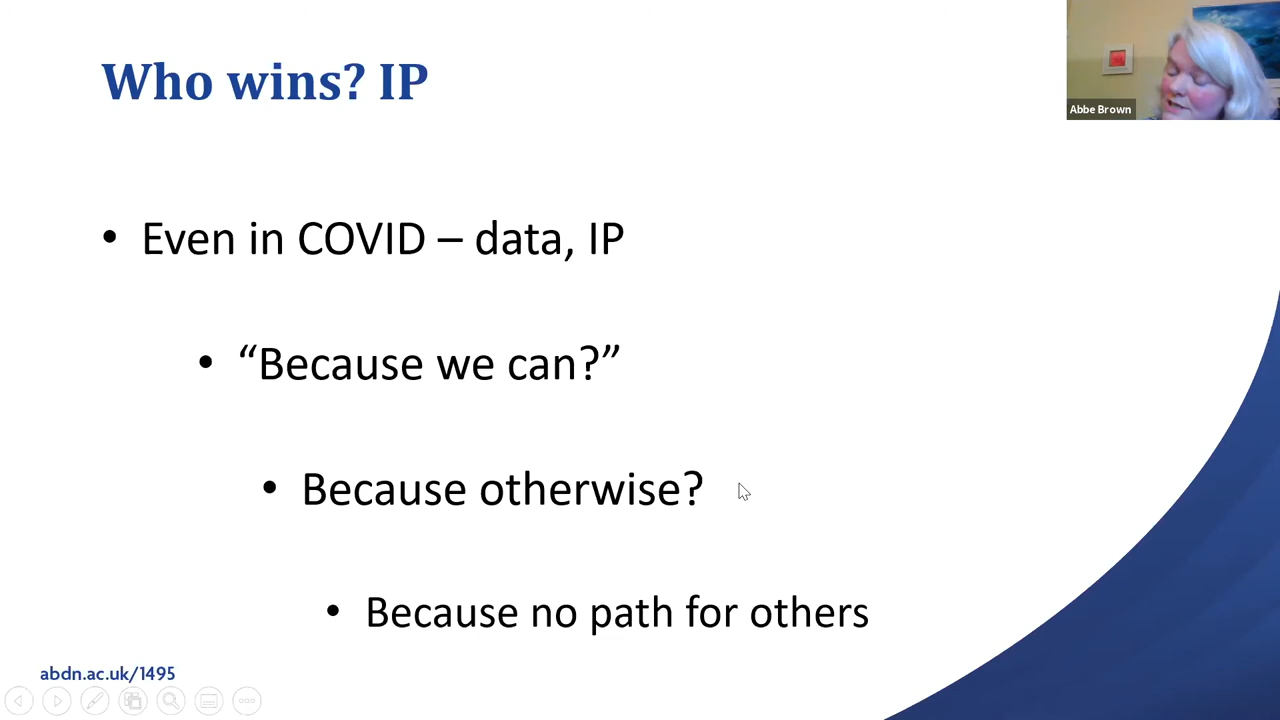 Who wins? IP
Abbe Brown
• Even in COVID – data, IP
• “Because we can?”
• Because otherwise?
• Because no path for others
abdn.ac.uk/1495